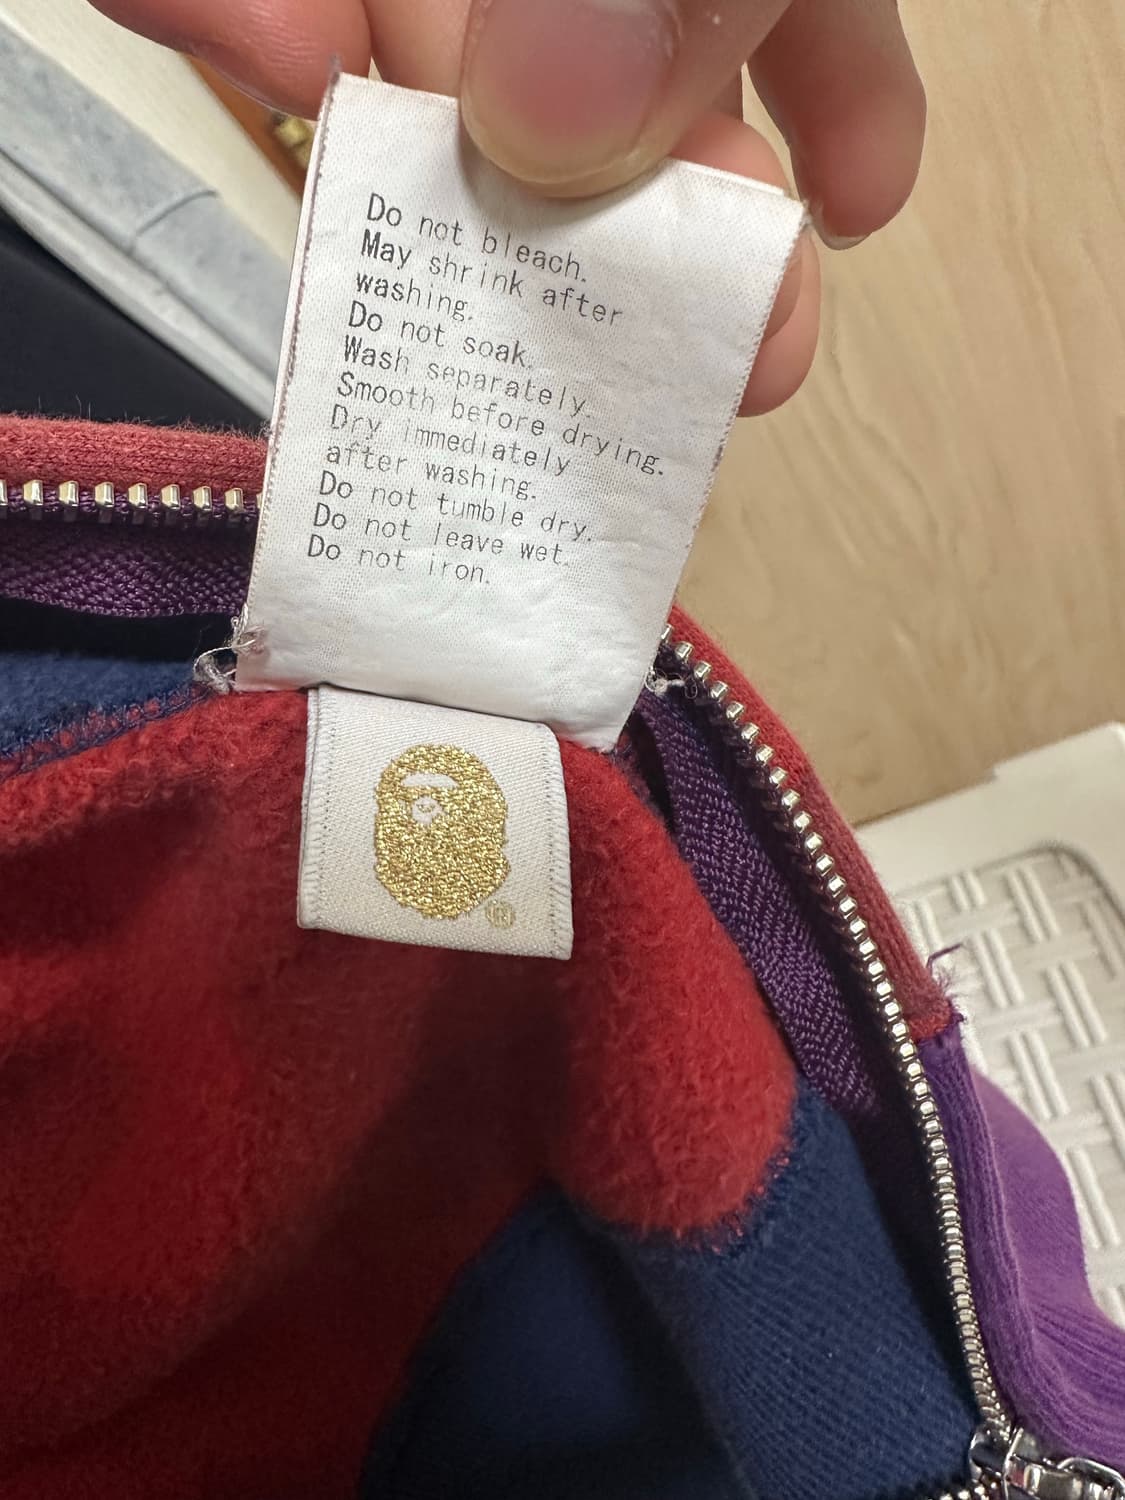 Do not bleach.
May shrink after
washing.
Do not soak.
Wash separately.
Smooth before drying.
Dry immediately
after washing.
Do not tumble dry.
Do not leave wet.
Do not iron.
®